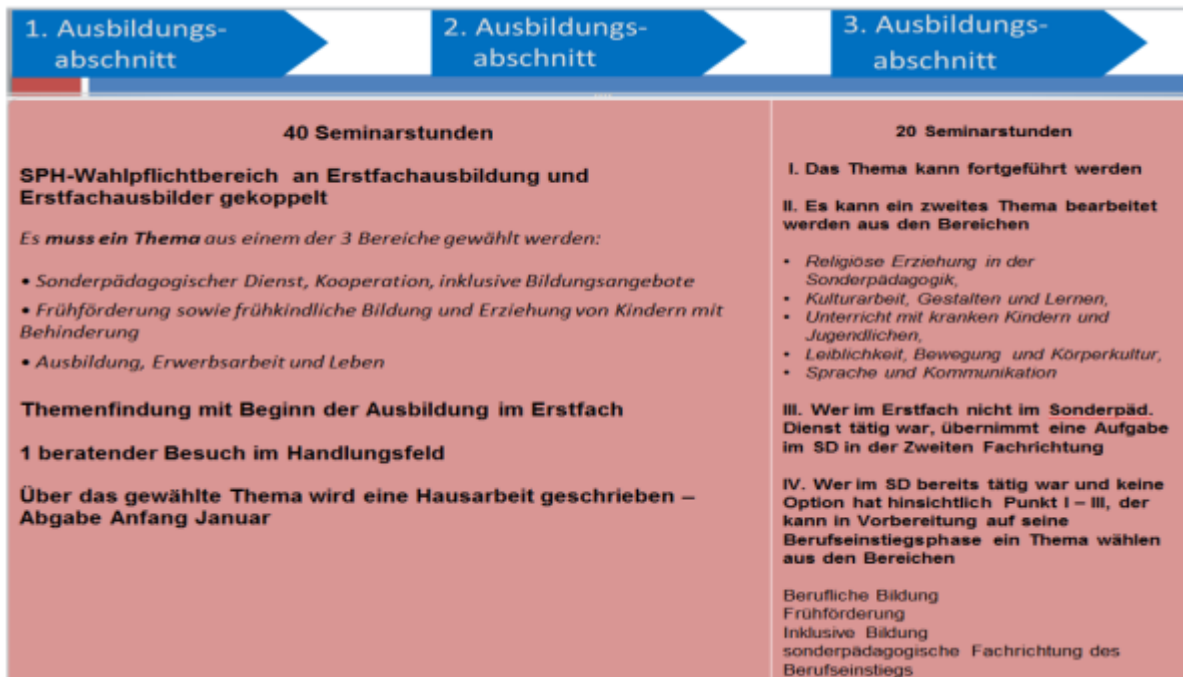 1. Ausbildungs-
abschnitt
2. Ausbildungs-
abschnitt
3. Ausbildungs-
abschnitt
40 Seminarstunden
SPH-Wahlpflichtbereich an Erstfachausbildung und
Erstfachausbilder gekoppelt
Es muss ein Thema aus einem der 3 Bereiche gewählt werden:
• Sonderpädagogischer Dienst, Kooperation, inklusive Bildungsangebote
• Frühförderung sowie frühkindliche Bildung und Erziehung von Kindern mit
Behinderung
• Ausbildung, Erwerbsarbeit und Leben
Themenfindung mit Beginn der Ausbildung im Erstfach
1 beratender Besuch im Handlungsfeld
Über das gewählte Thema wird eine Hausarbeit geschrieben –
Abgabe Anfang Januar
20 Seminarstunden
I. Das Thema kann fortgeführt werden
II. Es kann ein zweites Thema bearbeitet
werden aus den Bereichen
• Religiöse Erziehung in der
Sonderpädagogik,
• Kulturarbeit, Gestalten und Lernen,
• Unterricht mit kranken Kindern und
Jugendlichen,
• Leiblichkeit, Bewegung und Körperkultur,
• Sprache und Kommunikation
III. Wer im Erstfach nicht im Sonderpäd.
Dienst tätig war, übernimmt eine Aufgabe
im SD in der Zweiten Fachrichtung
IV. Wer im SD bereits tätig war und keine
Option hat hinsichtlich Punkt I – III, der
kann in Vorbereitung auf seine
Berufseinstiegsphase ein Thema wählen
aus den Bereichen
Berufliche Bildung
Frühförderung
Inklusive Bildung
sonderpädagogische Fachrichtung des
Berufseinstiegs